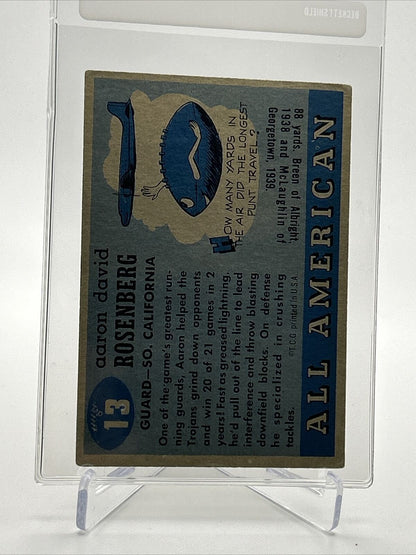 BECKETT SHIELD
13
aaron david
ROSENBERG
GUARD—SO. CALIFORNIA
One of the game's greatest run-
ning guards, Aaron helped the
Trojans grind down opponents
and win 20 of 21 games in 2
years! Fast as greased lightning,
he'd pull out of the line to lead
interference and throw blasting
downfield blocks. On defense
he specialized in crushing
tackles.
HOW MANY YARDS IN
THE AIR DID THE LONGEST
PUNT TRAVEL?
88 yards. Breen of Albright,
1938 and McLaughlin of
Georgetown, 1939.
©T.C.G. printed in U.S.A.
ALL AMERICAN